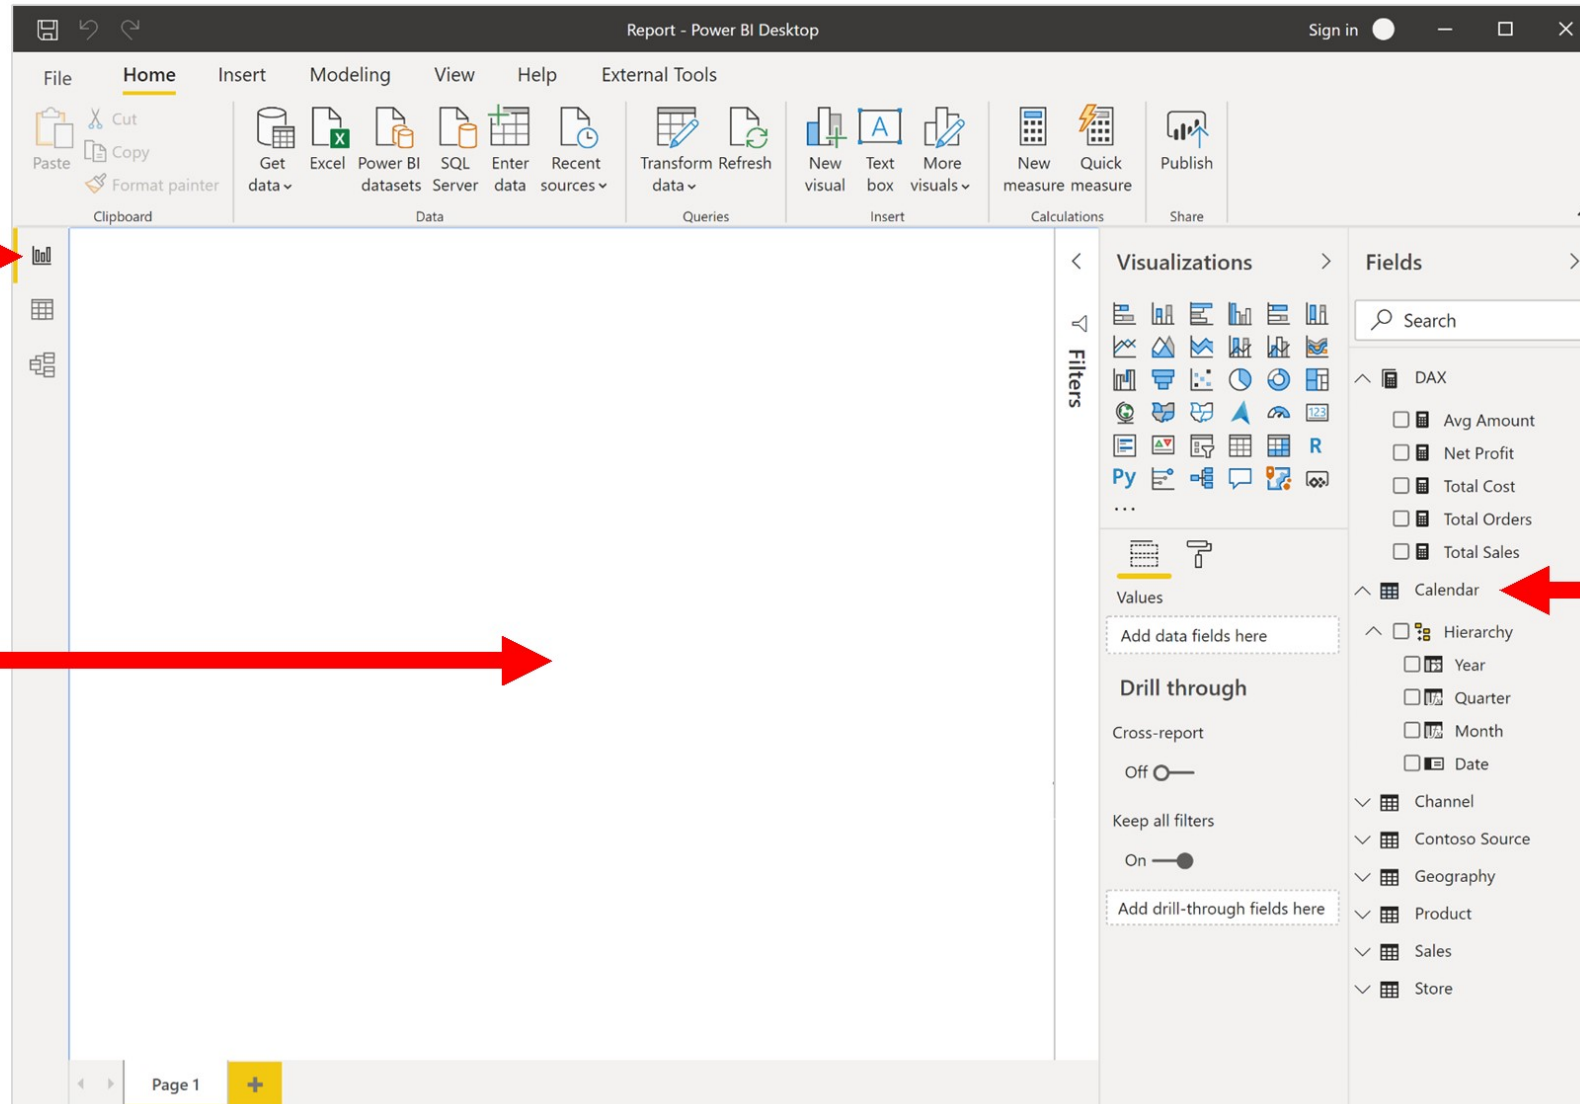 Report - Power BI Desktop
Sign in
File
Home
Insert
Modeling
View
Help
External Tools
Paste
Cut
Copy
Format painter
Clipboard
Get
data
Excel
Power BI
datasets
SQL
Server
Enter
data
Recent
sources
Data
Transform
data
Refresh
Queries
New
visual
Text
box
More
visuals
Insert
New
measure
Quick
measure
Calculations
Publish
Share
Filters
Visualizations
123
R
Py
...
Values
Add data fields here
Drill through
Cross-report
Off
Keep all filters
On
Add drill-through fields here
Fields
Search
DAX
Avg Amount
Net Profit
Total Cost
Total Orders
Total Sales
Calendar
Hierarchy
Year
Quarter
Month
Date
Channel
Contoso Source
Geography
Product
Sales
Store
Page 1